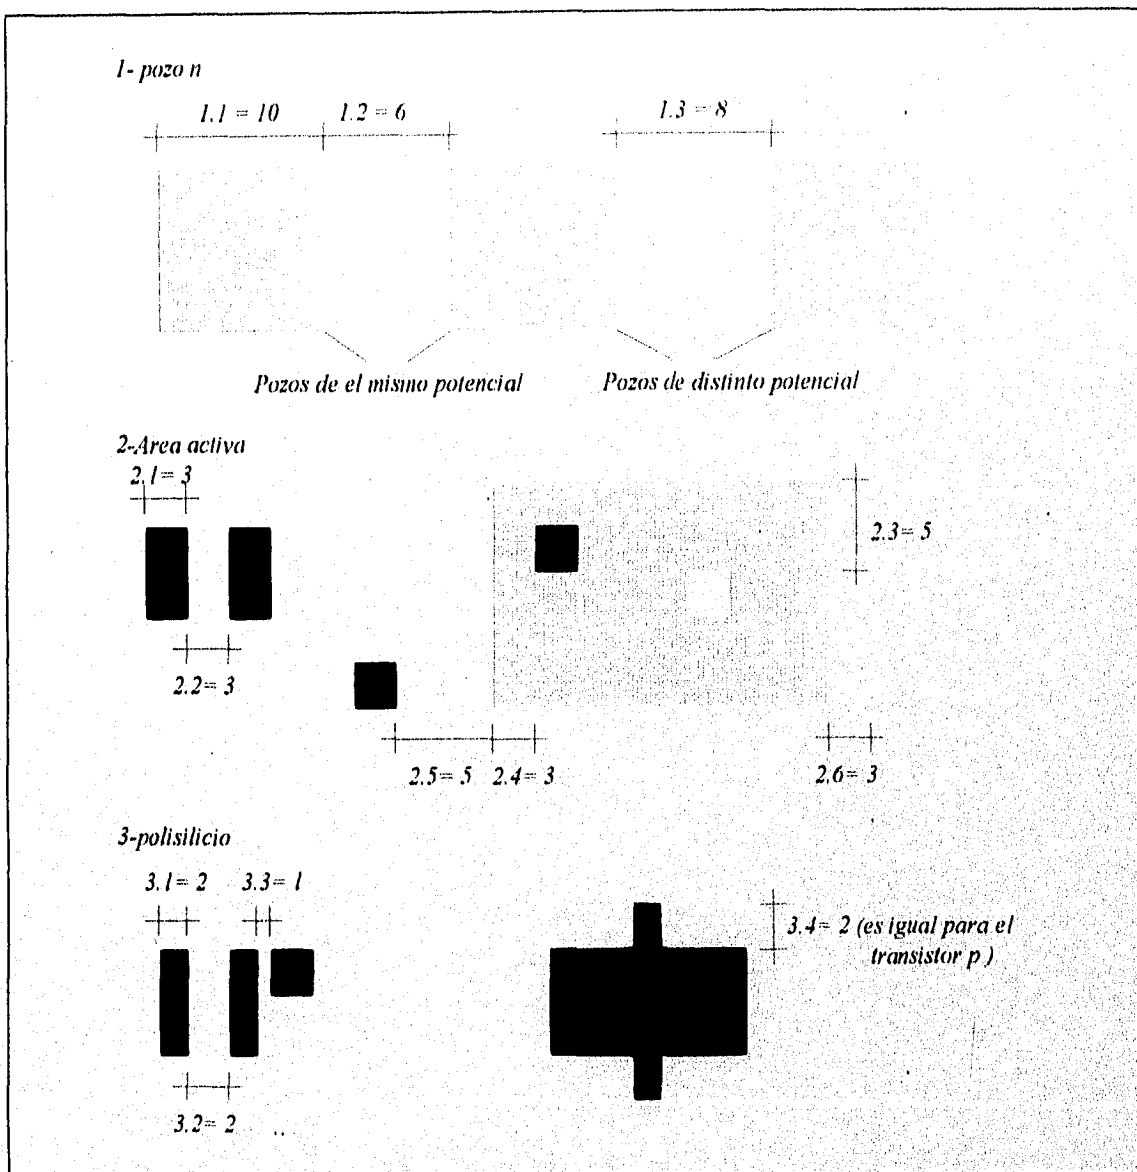 1- pozo n
1.1 = 10
1.2 = 6
1.3 = 8
Pozos de el mismo potencial
Pozos de distinto potencial
2-Area activa
2.1= 3
2.3= 5
2.2= 3
2.5= 5
2.4= 3
2.6= 3
3-polisilicio
3.1= 2
3.3= 1
3.4= 2 (es igual para el
transistor p )
3.2= 2